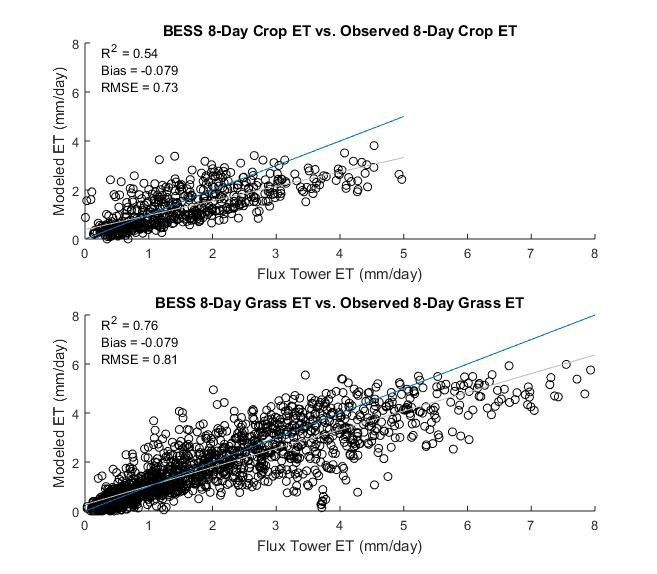 BESS 8-Day Crop ET vs. Observed 8-Day Crop ET
R² = 0.54
Bias = -0.079
RMSE = 0.73
Modeled ET (mm/day)
8
6
4
2
0
0 1 2 3 4 5 6 7 8
Flux Tower ET (mm/day)
BESS 8-Day Grass ET vs. Observed 8-Day Grass ET
R² = 0.76
Bias = -0.079
RMSE = 0.81
Modeled ET (mm/day)
8
6
4
2
0
0 1 2 3 4 5 6 7 8
Flux Tower ET (mm/day)